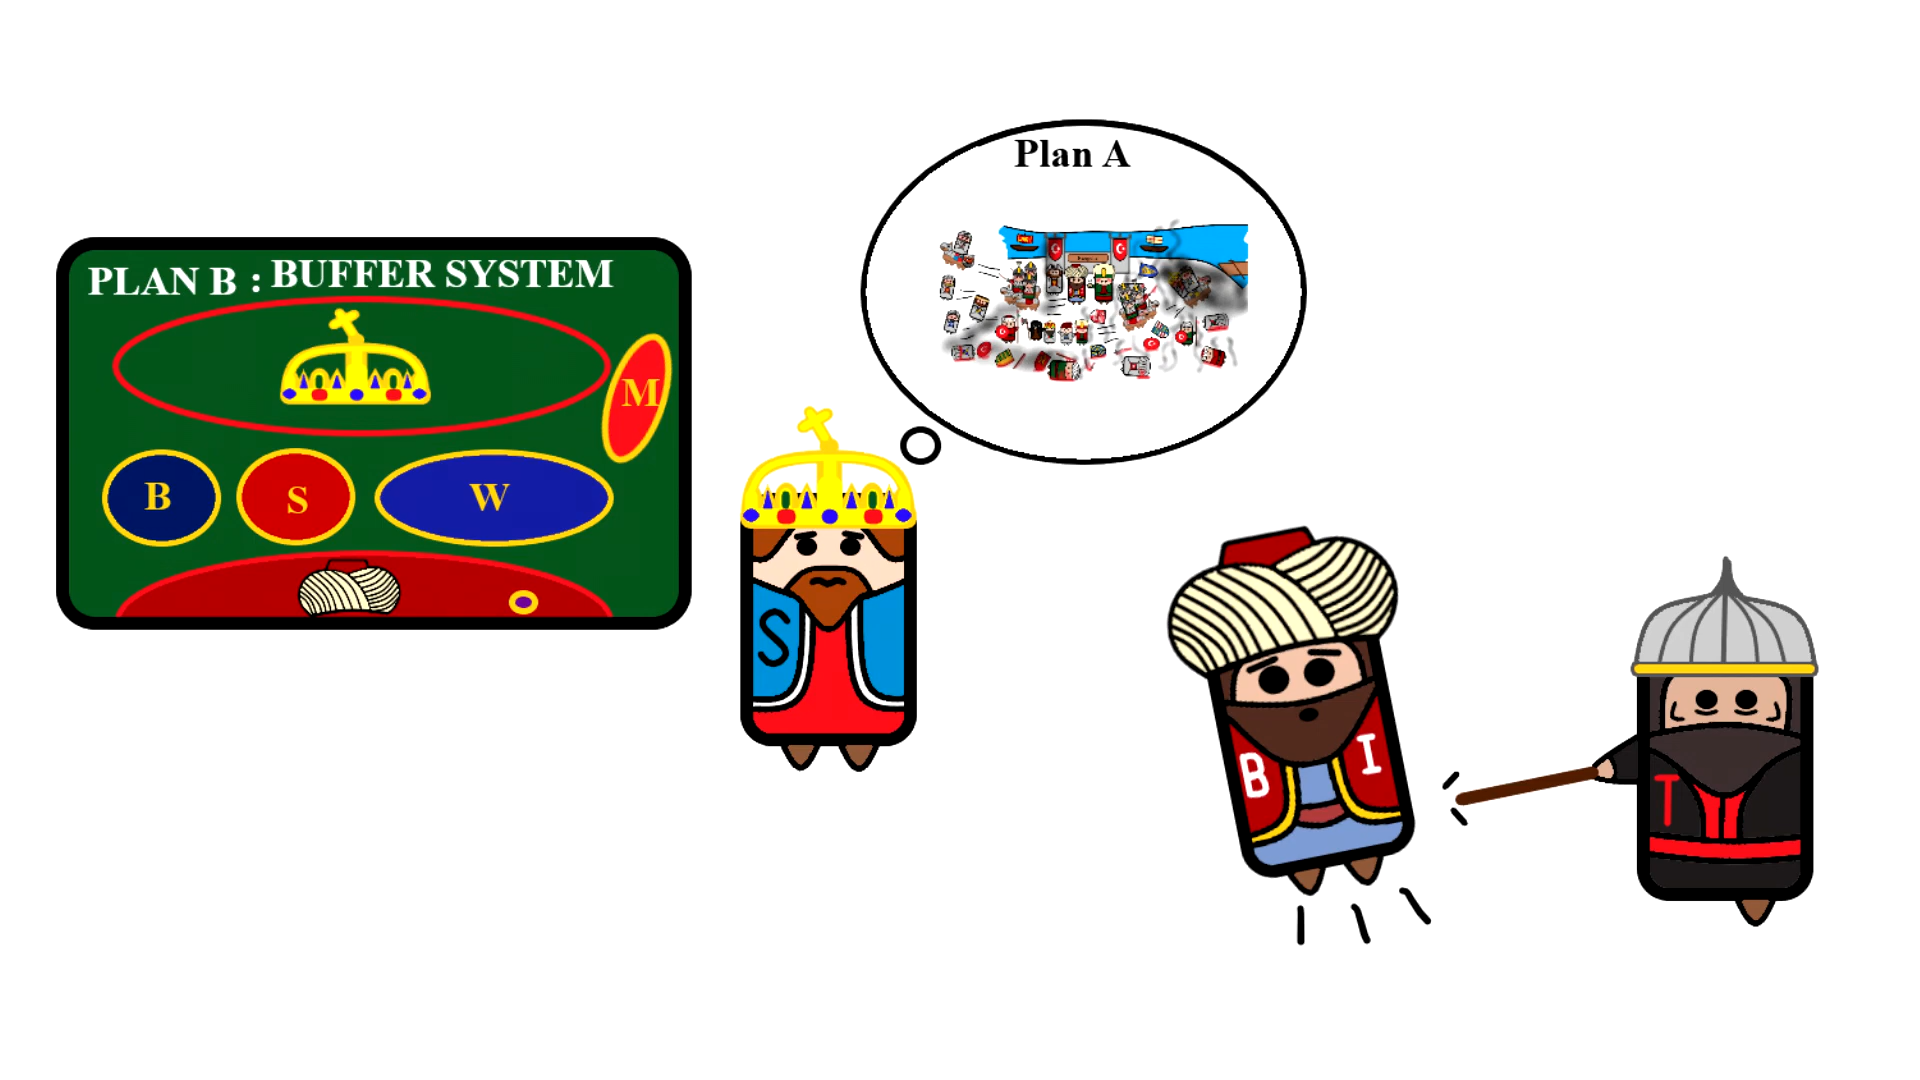 PLAN B : BUFFER SYSTEM
M
B S W
Plan A
S
B I
T